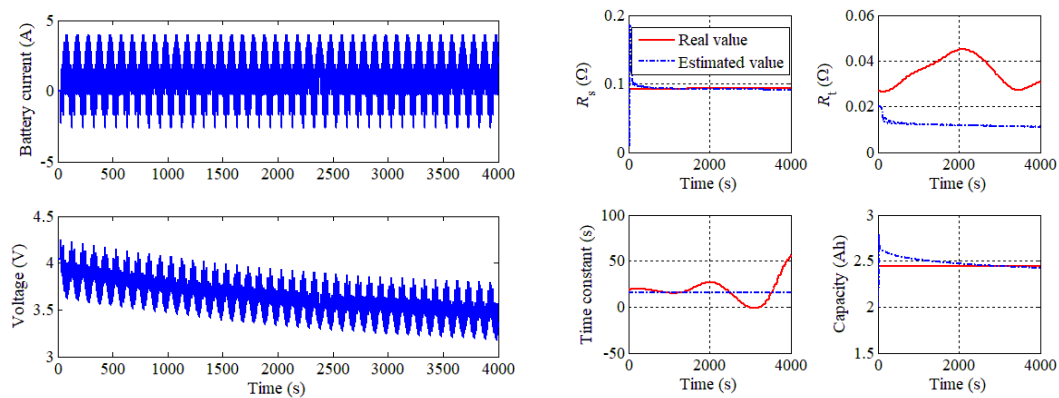 Battery current (A)
5
0
-5
0 500 1000 1500 2000 2500 3000 3500 4000
Time (s)
Voltage (V)
4.5
4
3.5
3
0 500 1000 1500 2000 2500 3000 3500 4000
Time (s)
Rs (Ω)
0.2
0.1
0
Real value
Estimated value
0 2000 4000
Time (s)
Rt (Ω)
0.06
0.04
0.02
0
0 2000 4000
Time (s)
Time constant (s)
100
50
0
-50
0 2000 4000
Time (s)
Capacity (Ah)
3
2.5
2
1.5
0 2000 4000
Time (s)